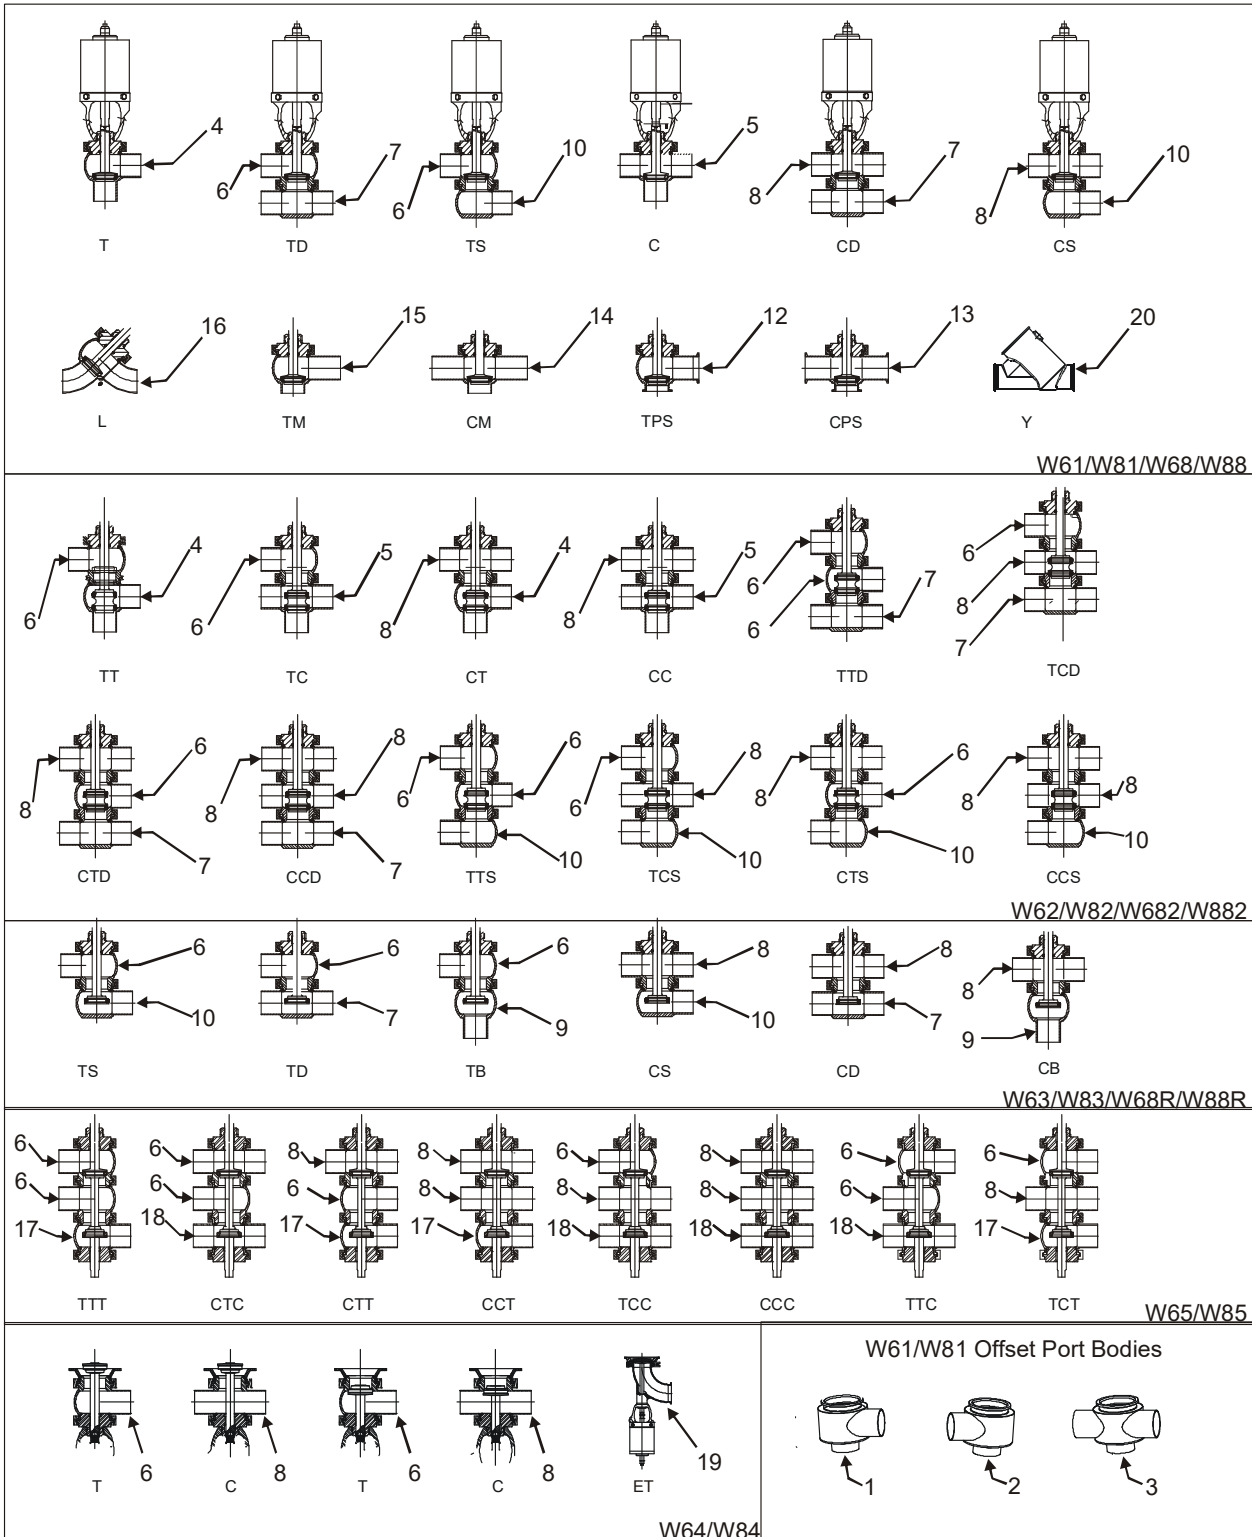 4
7
10
5
7
10
6
6
8
8
T
TD
TS
C
CD
CS
16
15
14
12
13
20
L
TM
CM
TPS
CPS
Y
W61/W81/W68/W88
6
4
6
5
8
4
8
5
6
6
7
6
8
7
TT
TC
CT
CC
TTD
TCD
8
6
7
8
8
7
6
6
10
6
8
10
8
6
10
8
8
10
CTD
CCD
TTS
TCS
CTS
CCS
W62/W82/W682/W882
6
10
6
7
6
9
8
10
8
7
8
9
TS
TD
TB
CS
CD
CB
W63/W83/W68R/W88R
6
6
8
8
6
8
6
6
6
6
6
8
8
8
6
8
17
18
17
17
18
18
18
17
TTT
CTC
CTT
CCT
TCC
CCC
TTC
TCT
W65/W85
W61/W81 Offset Port Bodies
6
8
6
8
19
1
2
3
T
C
T
C
ET
W64/W84